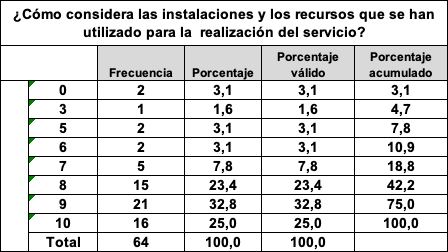 ¿Cómo considera las instalaciones y los recursos que se han
utilizado para la realización del servicio?
Frecuencia Porcentaje Porcentaje válido Porcentaje acumulado
0 2 3,1 3,1 3,1
3 1 1,6 1,6 4,7
5 2 3,1 3,1 7,8
6 2 3,1 3,1 10,9
7 5 7,8 7,8 18,8
8 15 23,4 23,4 42,2
9 21 32,8 32,8 75,0
10 16 25,0 25,0 100,0
Total 64 100,0 100,0